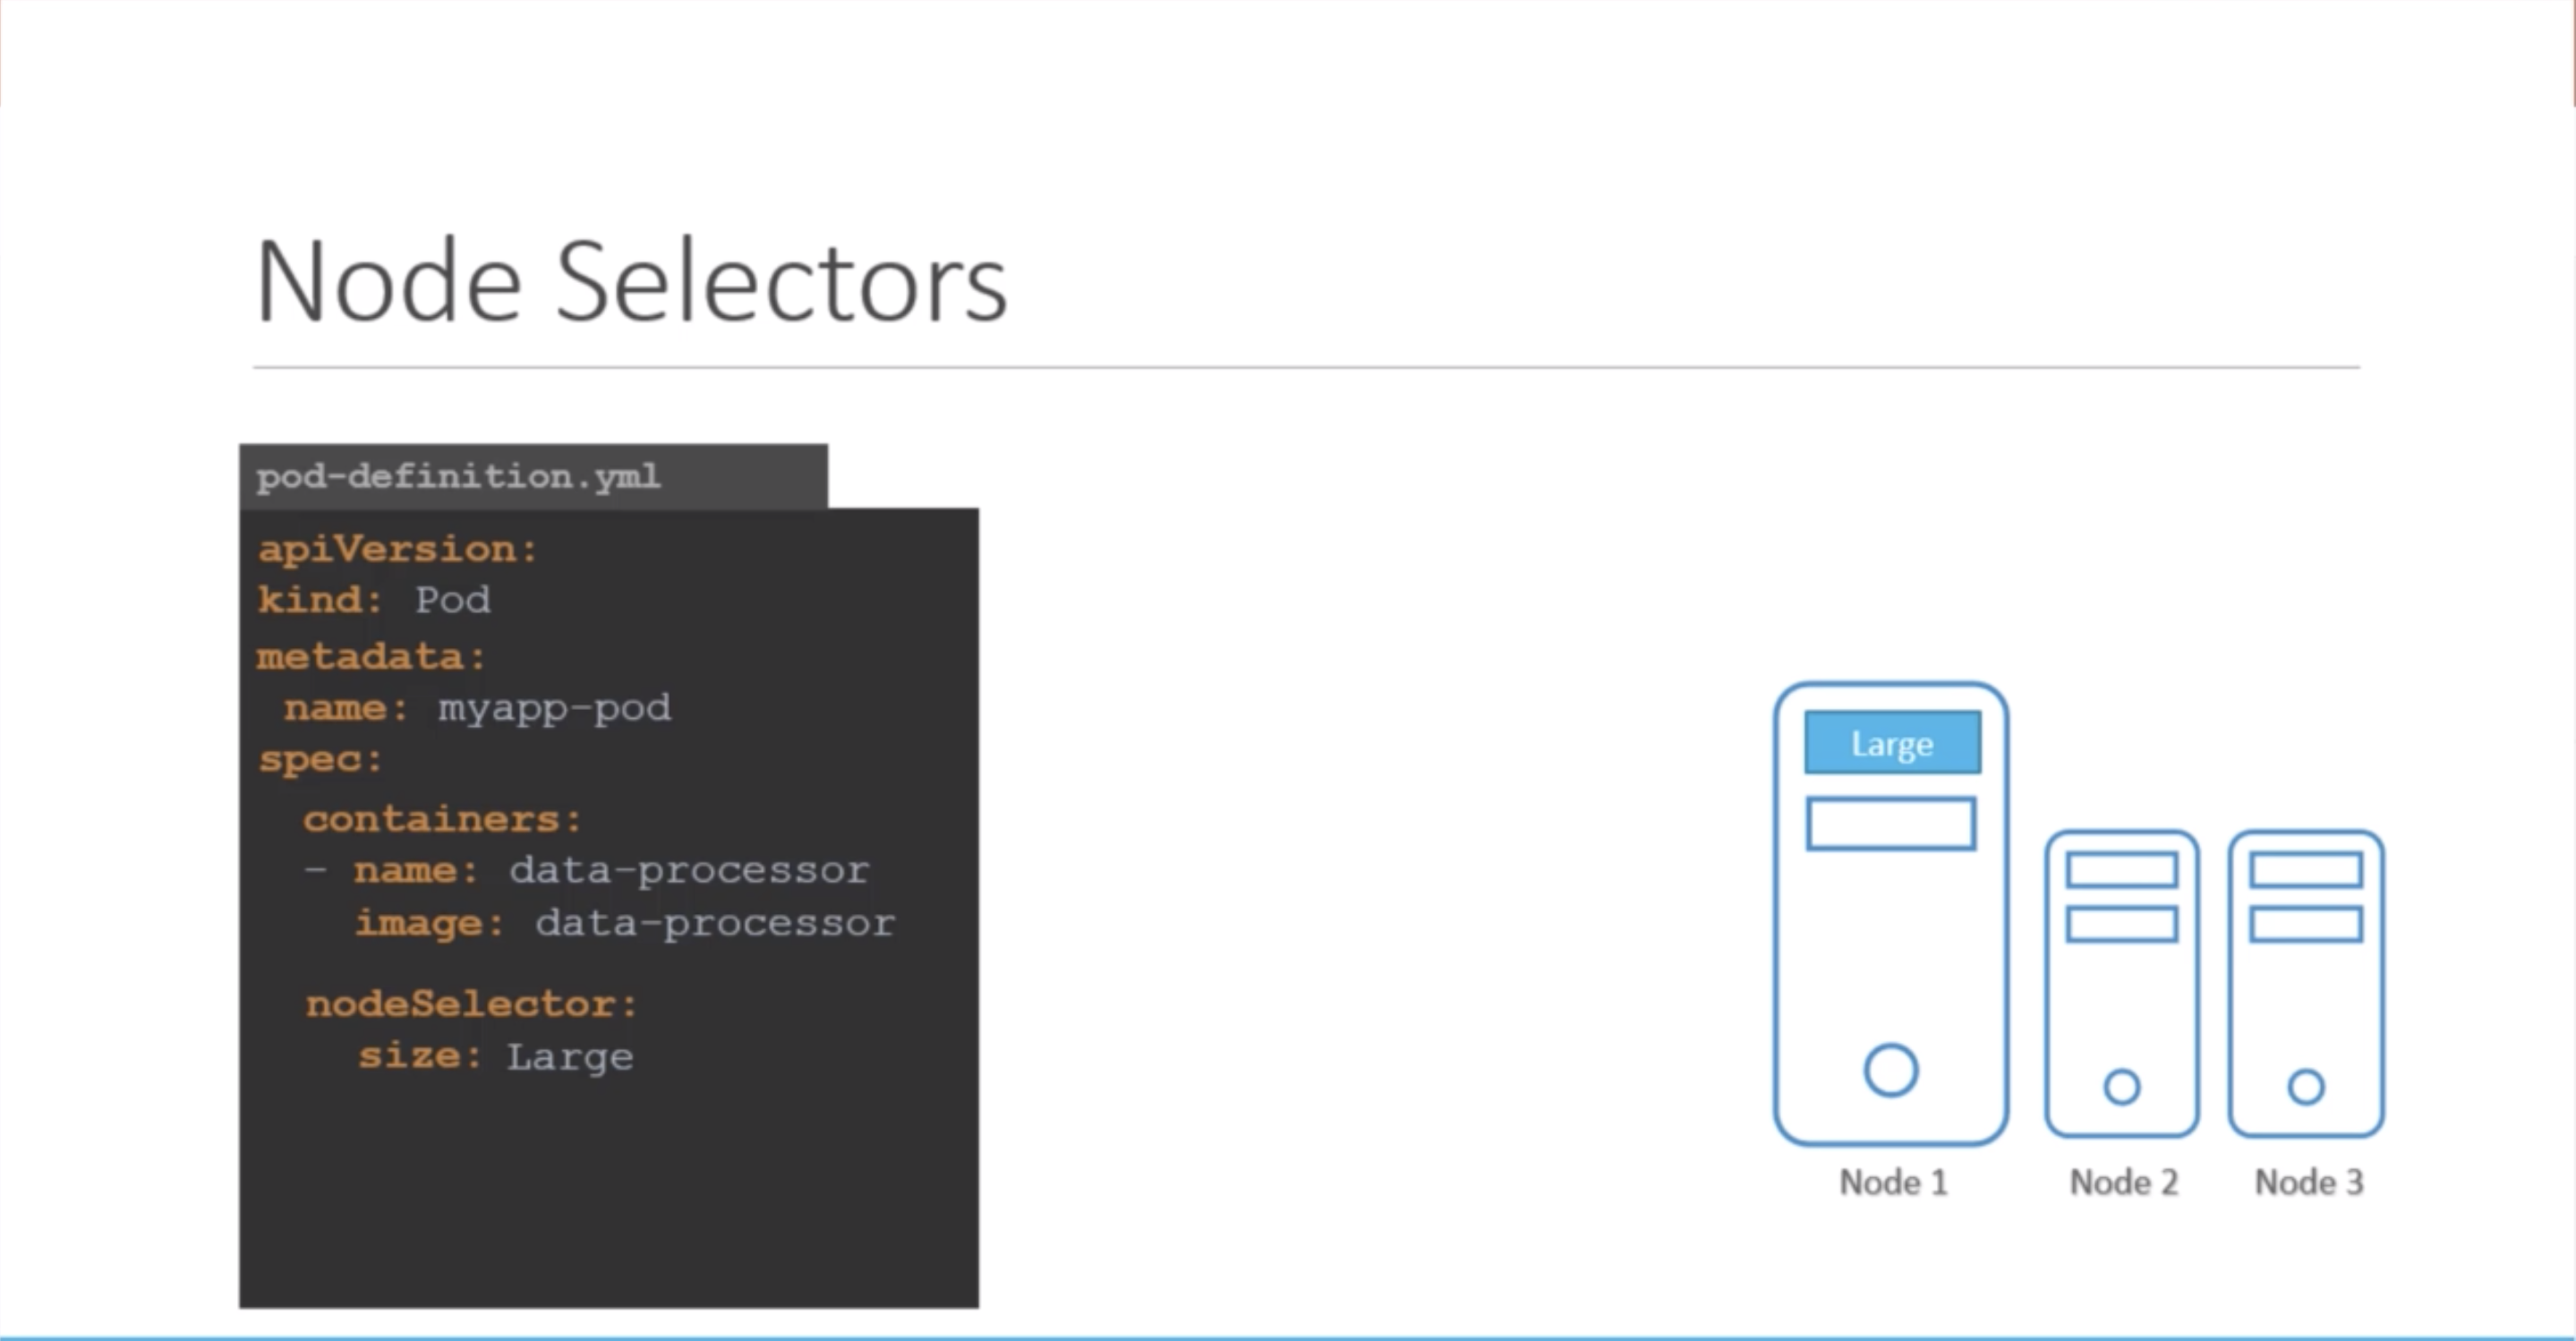 Node Selectors
pod-definition.yml
apiVersion:
kind: Pod
metadata:
name: myapp-pod
spec:
containers:
- name: data-processor
image: data-processor
nodeSelector:
size: Large
Large
Node 1
Node 2
Node 3